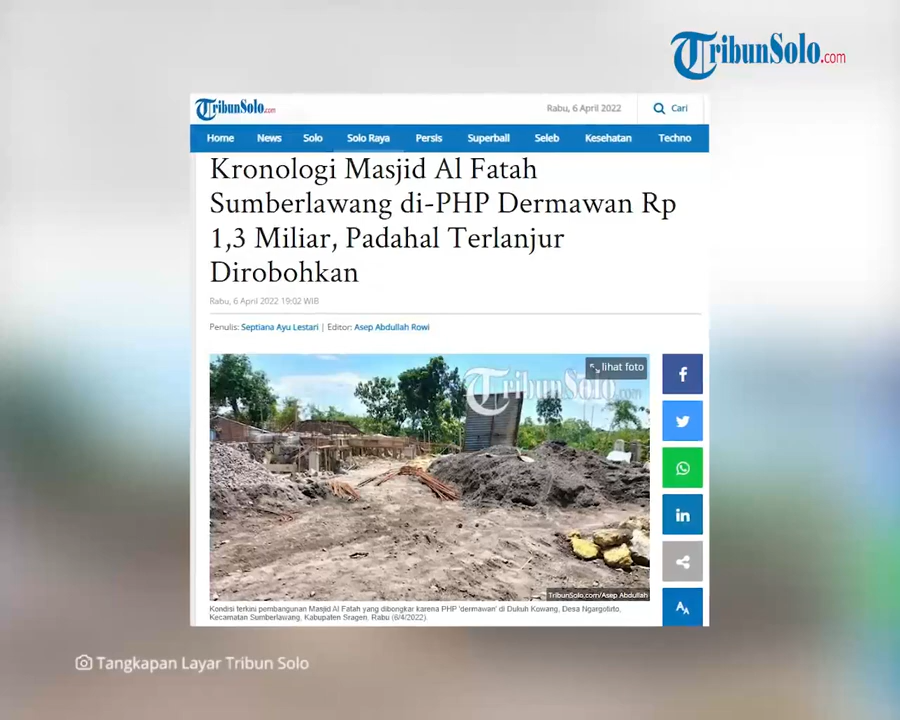 TribunSolo.com
TribunSolo.com
Rabu, 6 April 2022
Cari
Home News Solo Solo Raya Persis Superball Seleb Kesehatan Techno
Kronologi Masjid Al Fatah
Sumberlawang di-PHP Dermawan Rp
1,3 Miliar, Padahal Terlanjur
Dirobohkan
Rabu, 6 April 2022 19:02 WIB
Penulis: Septiana Ayu Lestari | Editor: Asep Abdullah Rowi
lihat foto
TribunSolo.com
TribunSolo.com/Asep Abdullah
Kondisi terkini pembangunan Masjid Al Fatah yang dibongkar karena PHP 'dermawan' di Dukuh Kowang, Desa Ngargotirto,
Kecamatan Sumberlawang, Kabupaten Sragen, Rabu (6/4/2022).
AA
Tangkapan Layar Tribun Solo